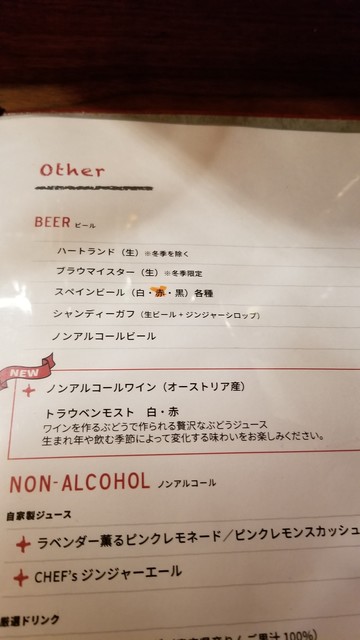 Other
BEER ビール
ハートランド（生）※冬季を除く
ブラウマイスター（生）※冬季限定
スペインビール（白・赤・黒）各種
シャンディーガフ（生ビール＋ジンジャーシロップ）
ノンアルコールビール
NEW
ノンアルコールワイン（オーストリア産）
トラウベンモスト　白・赤
ワインを作るぶどうで作られる贅沢なぶどうジュース
生まれ年や飲む季節によって変化する味わいをお楽しみください。
NON-ALCOHOL ノンアルコール
自家製ジュース
ラベンダー薫るピンクレモネード／ピンクレモンスカッシュ
CHEF's ジンジャーエール
厳選ドリンク
100%）